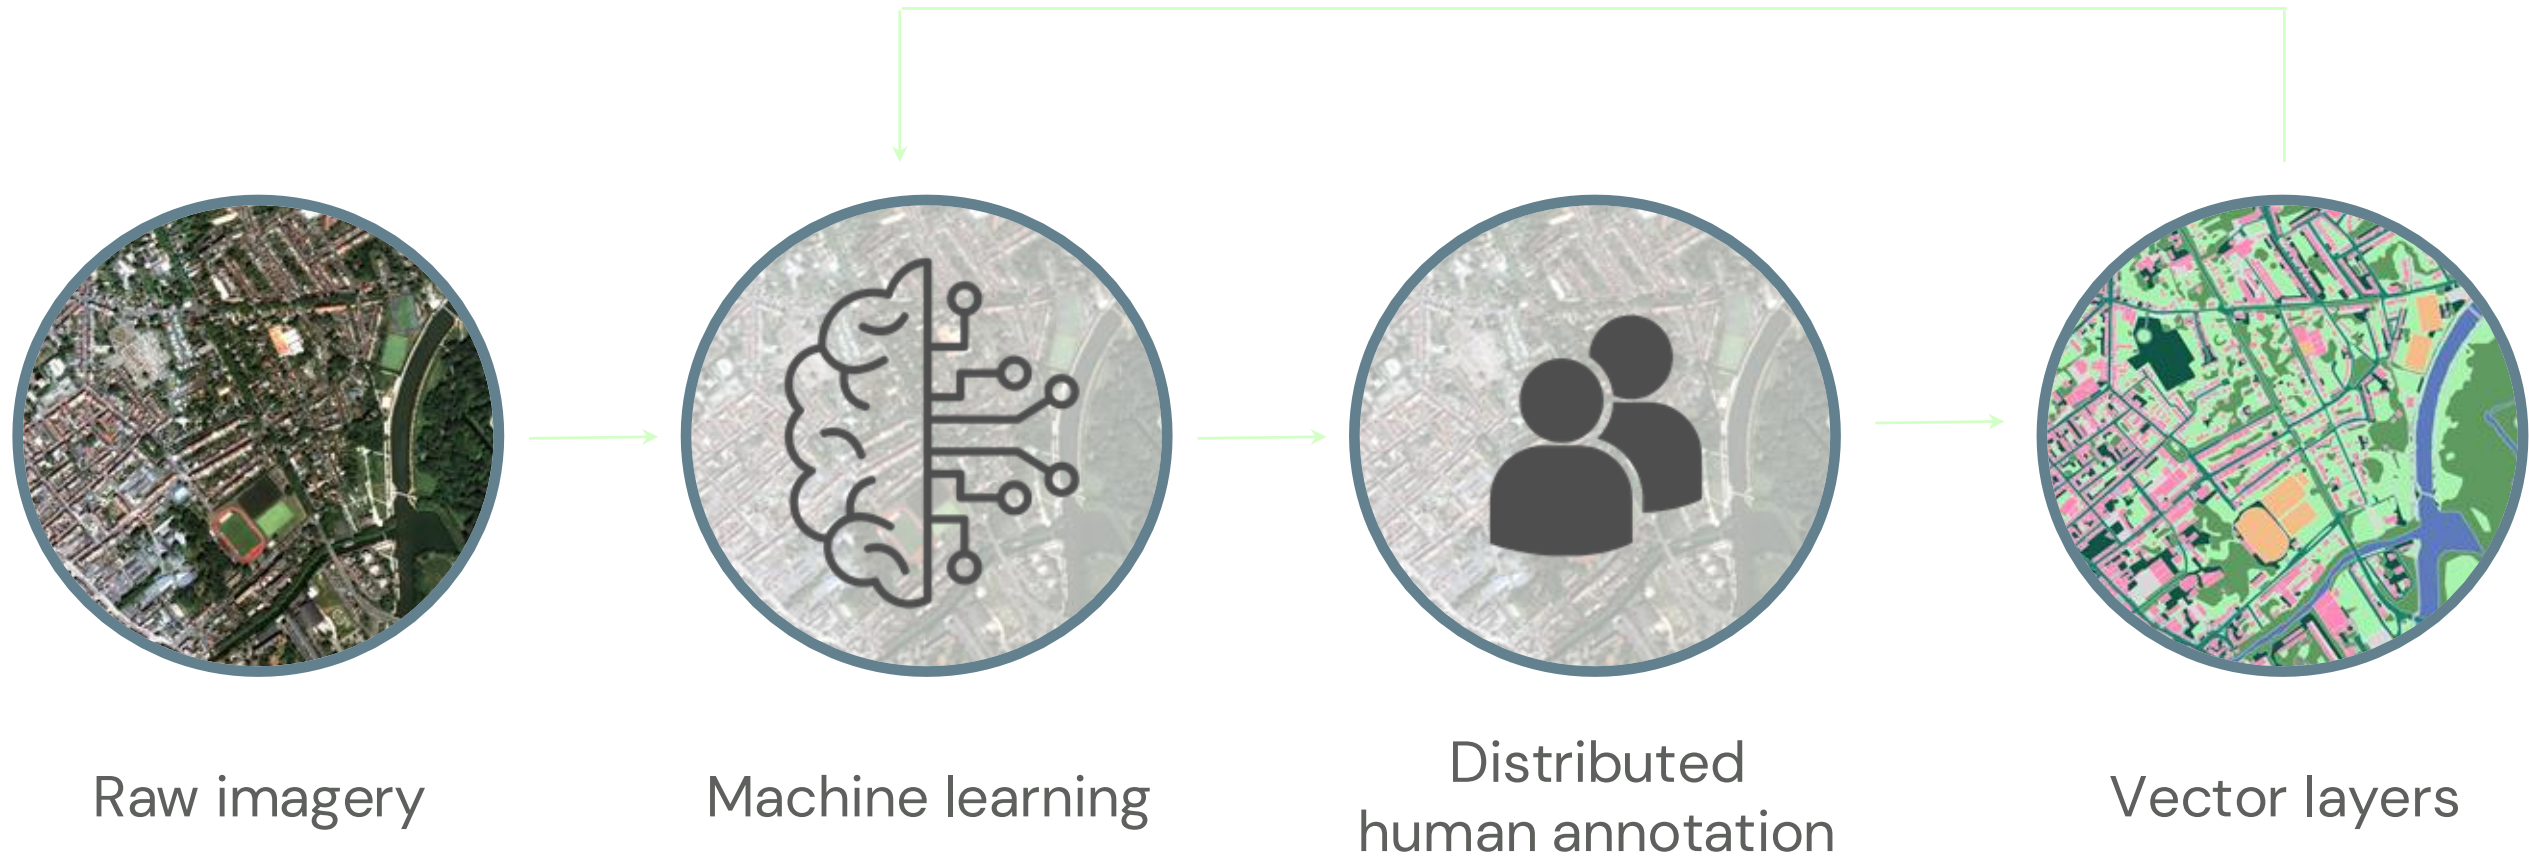 Raw imagery
Machine learning
Distributed
human annotation
Vector layers